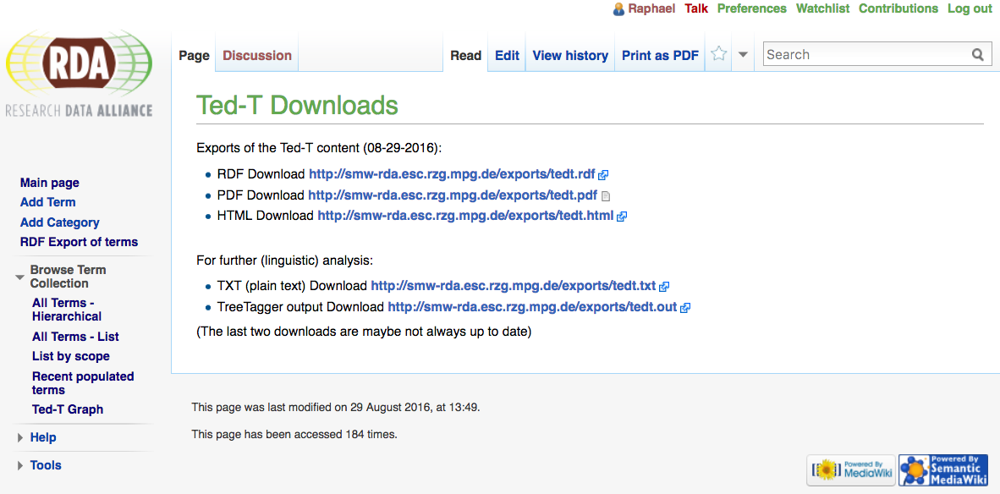 Raphael Talk Preferences Watchlist Contributions Log out
RDA
RESEARCH DATA ALLIANCE
Page Discussion Read Edit View history Print as PDF Search
Ted-T Downloads
Exports of the Ted-T content (08-29-2016):
RDF Download http://smw-rda.esc.rzg.mpg.de/exports/tedt.rdf
PDF Download http://smw-rda.esc.rzg.mpg.de/exports/tedt.pdf
HTML Download http://smw-rda.esc.rzg.mpg.de/exports/tedt.html
For further (linguistic) analysis:
TXT (plain text) Download http://smw-rda.esc.rzg.mpg.de/exports/tedt.txt
TreeTagger output Download http://smw-rda.esc.rzg.mpg.de/exports/tedt.out
(The last two downloads are maybe not always up to date)
Main page
Add Term
Add Category
RDF Export of terms
Browse Term
Collection
All Terms -
Hierarchical
All Terms - List
List by scope
Recent populated
terms
Ted-T Graph
Help
Tools
This page was last modified on 29 August 2016, at 13:49.
This page has been accessed 184 times.
Powered By
MediaWiki
Powered By
Semantic
MediaWiki